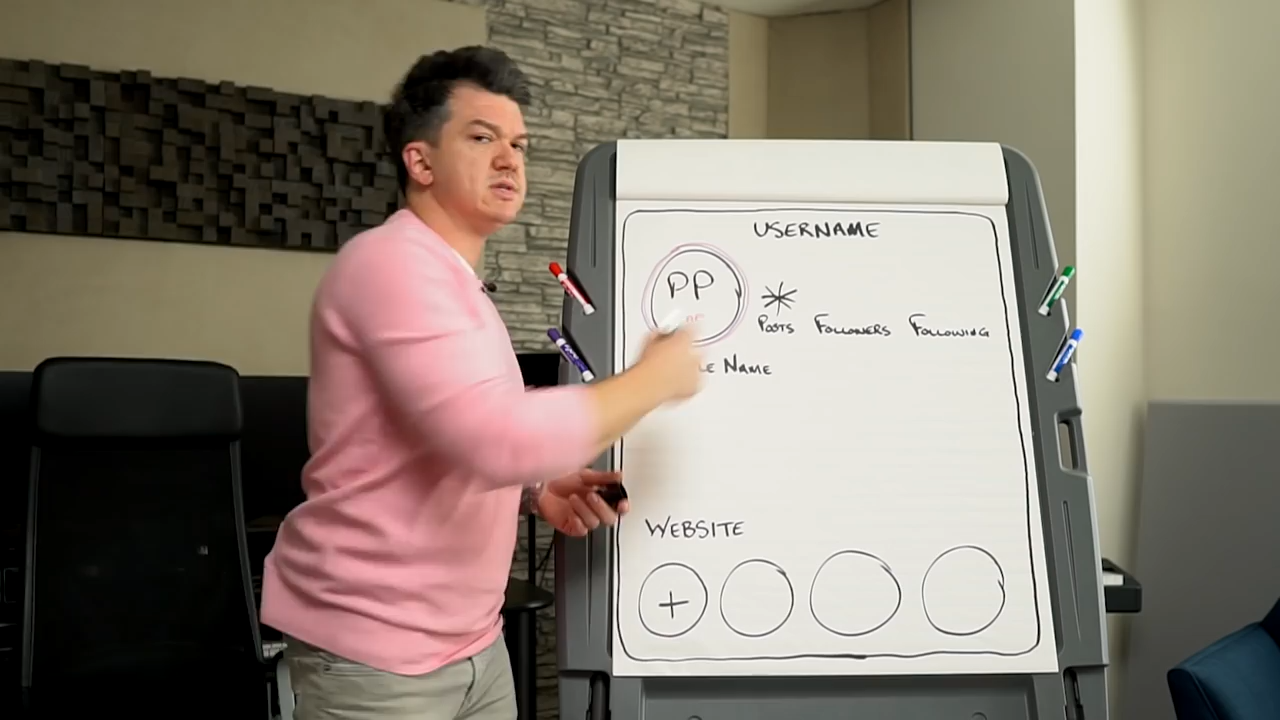 USERNAME
PP
POSTS FOLLOWERS FOLLOWING
NAME
WEBSITE
+